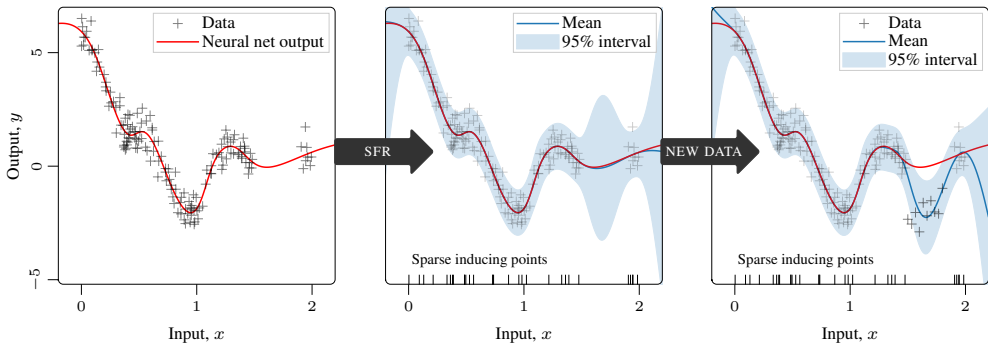 Data
Neural net output
5
0
−5
Output, y
0
1
2
Input, x
SFR
Mean
95% interval
Sparse inducing points
0
1
2
Input, x
NEW DATA
Data
Mean
95% interval
Sparse inducing points
0
1
2
Input, x